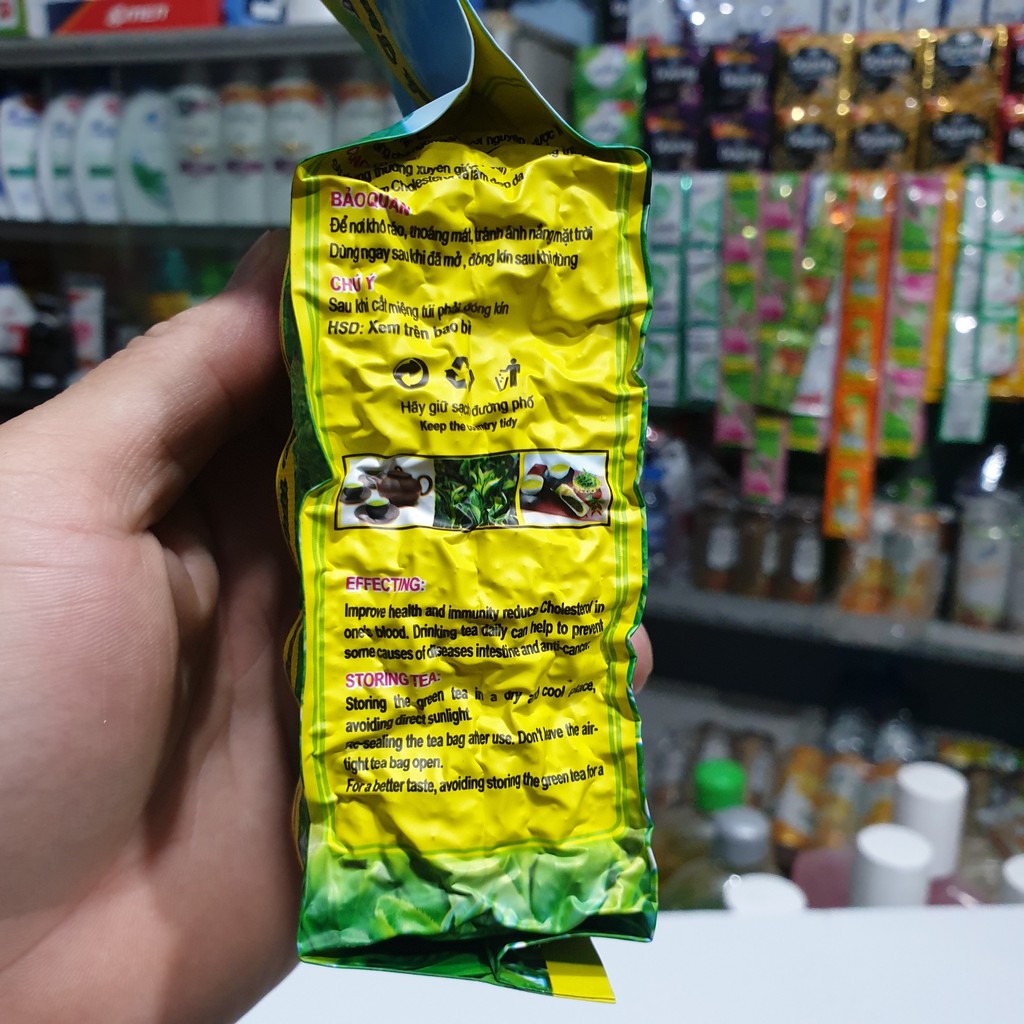 thường xuyên
Cholesterol
BẢO QUẢN
Để nơi khô ráo, thoáng mát, tránh ánh nắng mặt trời
Dùng ngay sau khi đã mở, đóng kín sau khi dùng
CHÚ Ý
Sau khi cắt miệng túi phải đóng kín
HSD: Xem trên bao bì
Hãy giữ sạch đường phố
Keep the country tidy
EFFECTING:
Improve health and immunity reduce Cholesterol in
one's blood. Drinking tea daily can help to prevent
some causes of diseases intestine and anti-cancer.
STORING TEA:
Storing the green tea in a dry and cool place,
avoiding direct sunlight.
re-sealing the tea bag after use. Don't leave the air-
tight tea bag open.
For a better taste, avoiding storing the green tea for a